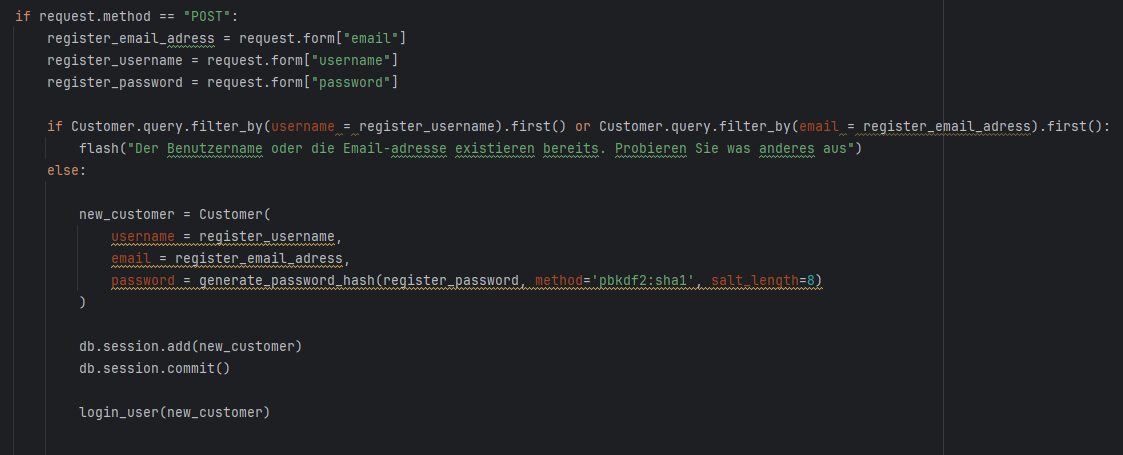 if request.method == "POST":
register_email_adress = request.form["email"]
register_username = request.form["username"]
register_password = request.form["password"]
if Customer.query.filter_by(username = register_username).first() or Customer.query.filter_by(email = register_email_adress).first():
flash("Der Benutzername oder die Email-adresse existieren bereits. Probieren Sie was anderes aus")
else:
new_customer = Customer(
username = register_username,
email = register_email_adress,
password = generate_password_hash(register_password, method='pbkdf2:sha1', salt_length=8)
)
db.session.add(new_customer)
db.session.commit()
login_user(new_customer)